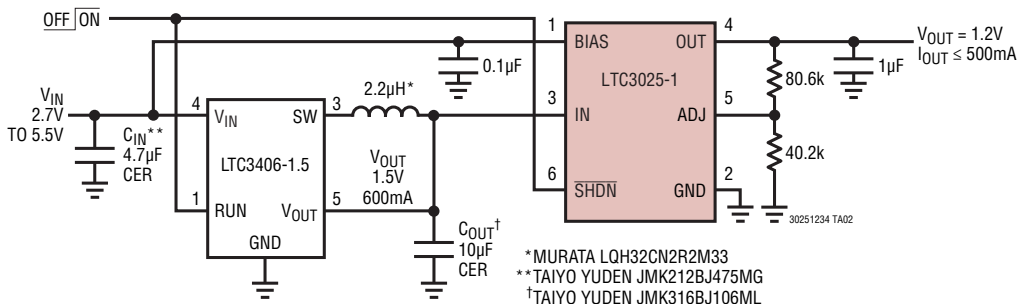 OFF ON
1
BIAS
OUT
4
VOUT = 1.2V
IOUT ≤ 500mA
0.1µF
LTC3025-1
80.6k
1µF
VIN
2.7V
TO 5.5V
4
VIN
SW
3
2.2µH*
3
IN
ADJ
5
CIN**
4.7µF
CER
LTC3406-1.5
VOUT
1.5V
600mA
40.2k
1
RUN
VOUT
5
6
SHDN
GND
2
GND
COUT†
10µF
CER
30251234 TA02
*MURATA LQH32CN2R2M33
**TAIYO YUDEN JMK212BJ475MG
†TAIYO YUDEN JMK316BJ106ML